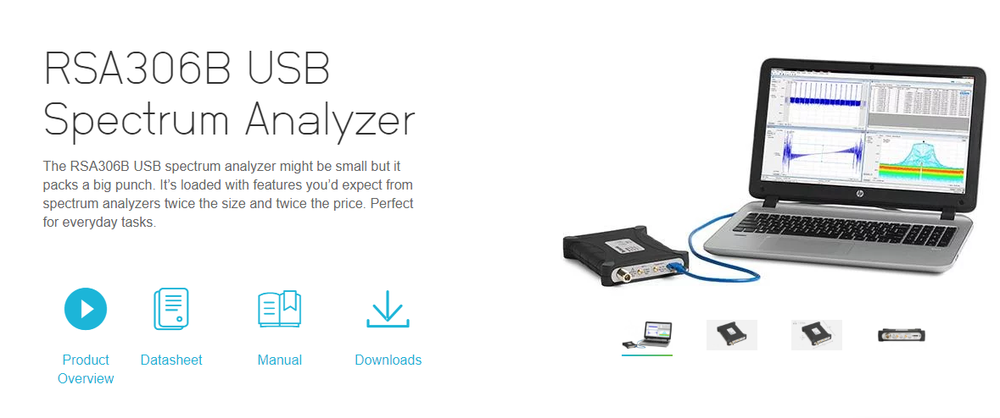 RSA306B USB
Spectrum Analyzer
The RSA306B USB spectrum analyzer might be small but it
packs a big punch. It’s loaded with features you’d expect from
spectrum analyzers twice the size and twice the price. Perfect
for everyday tasks.
Product
Overview
Datasheet
Manual
Downloads
hp